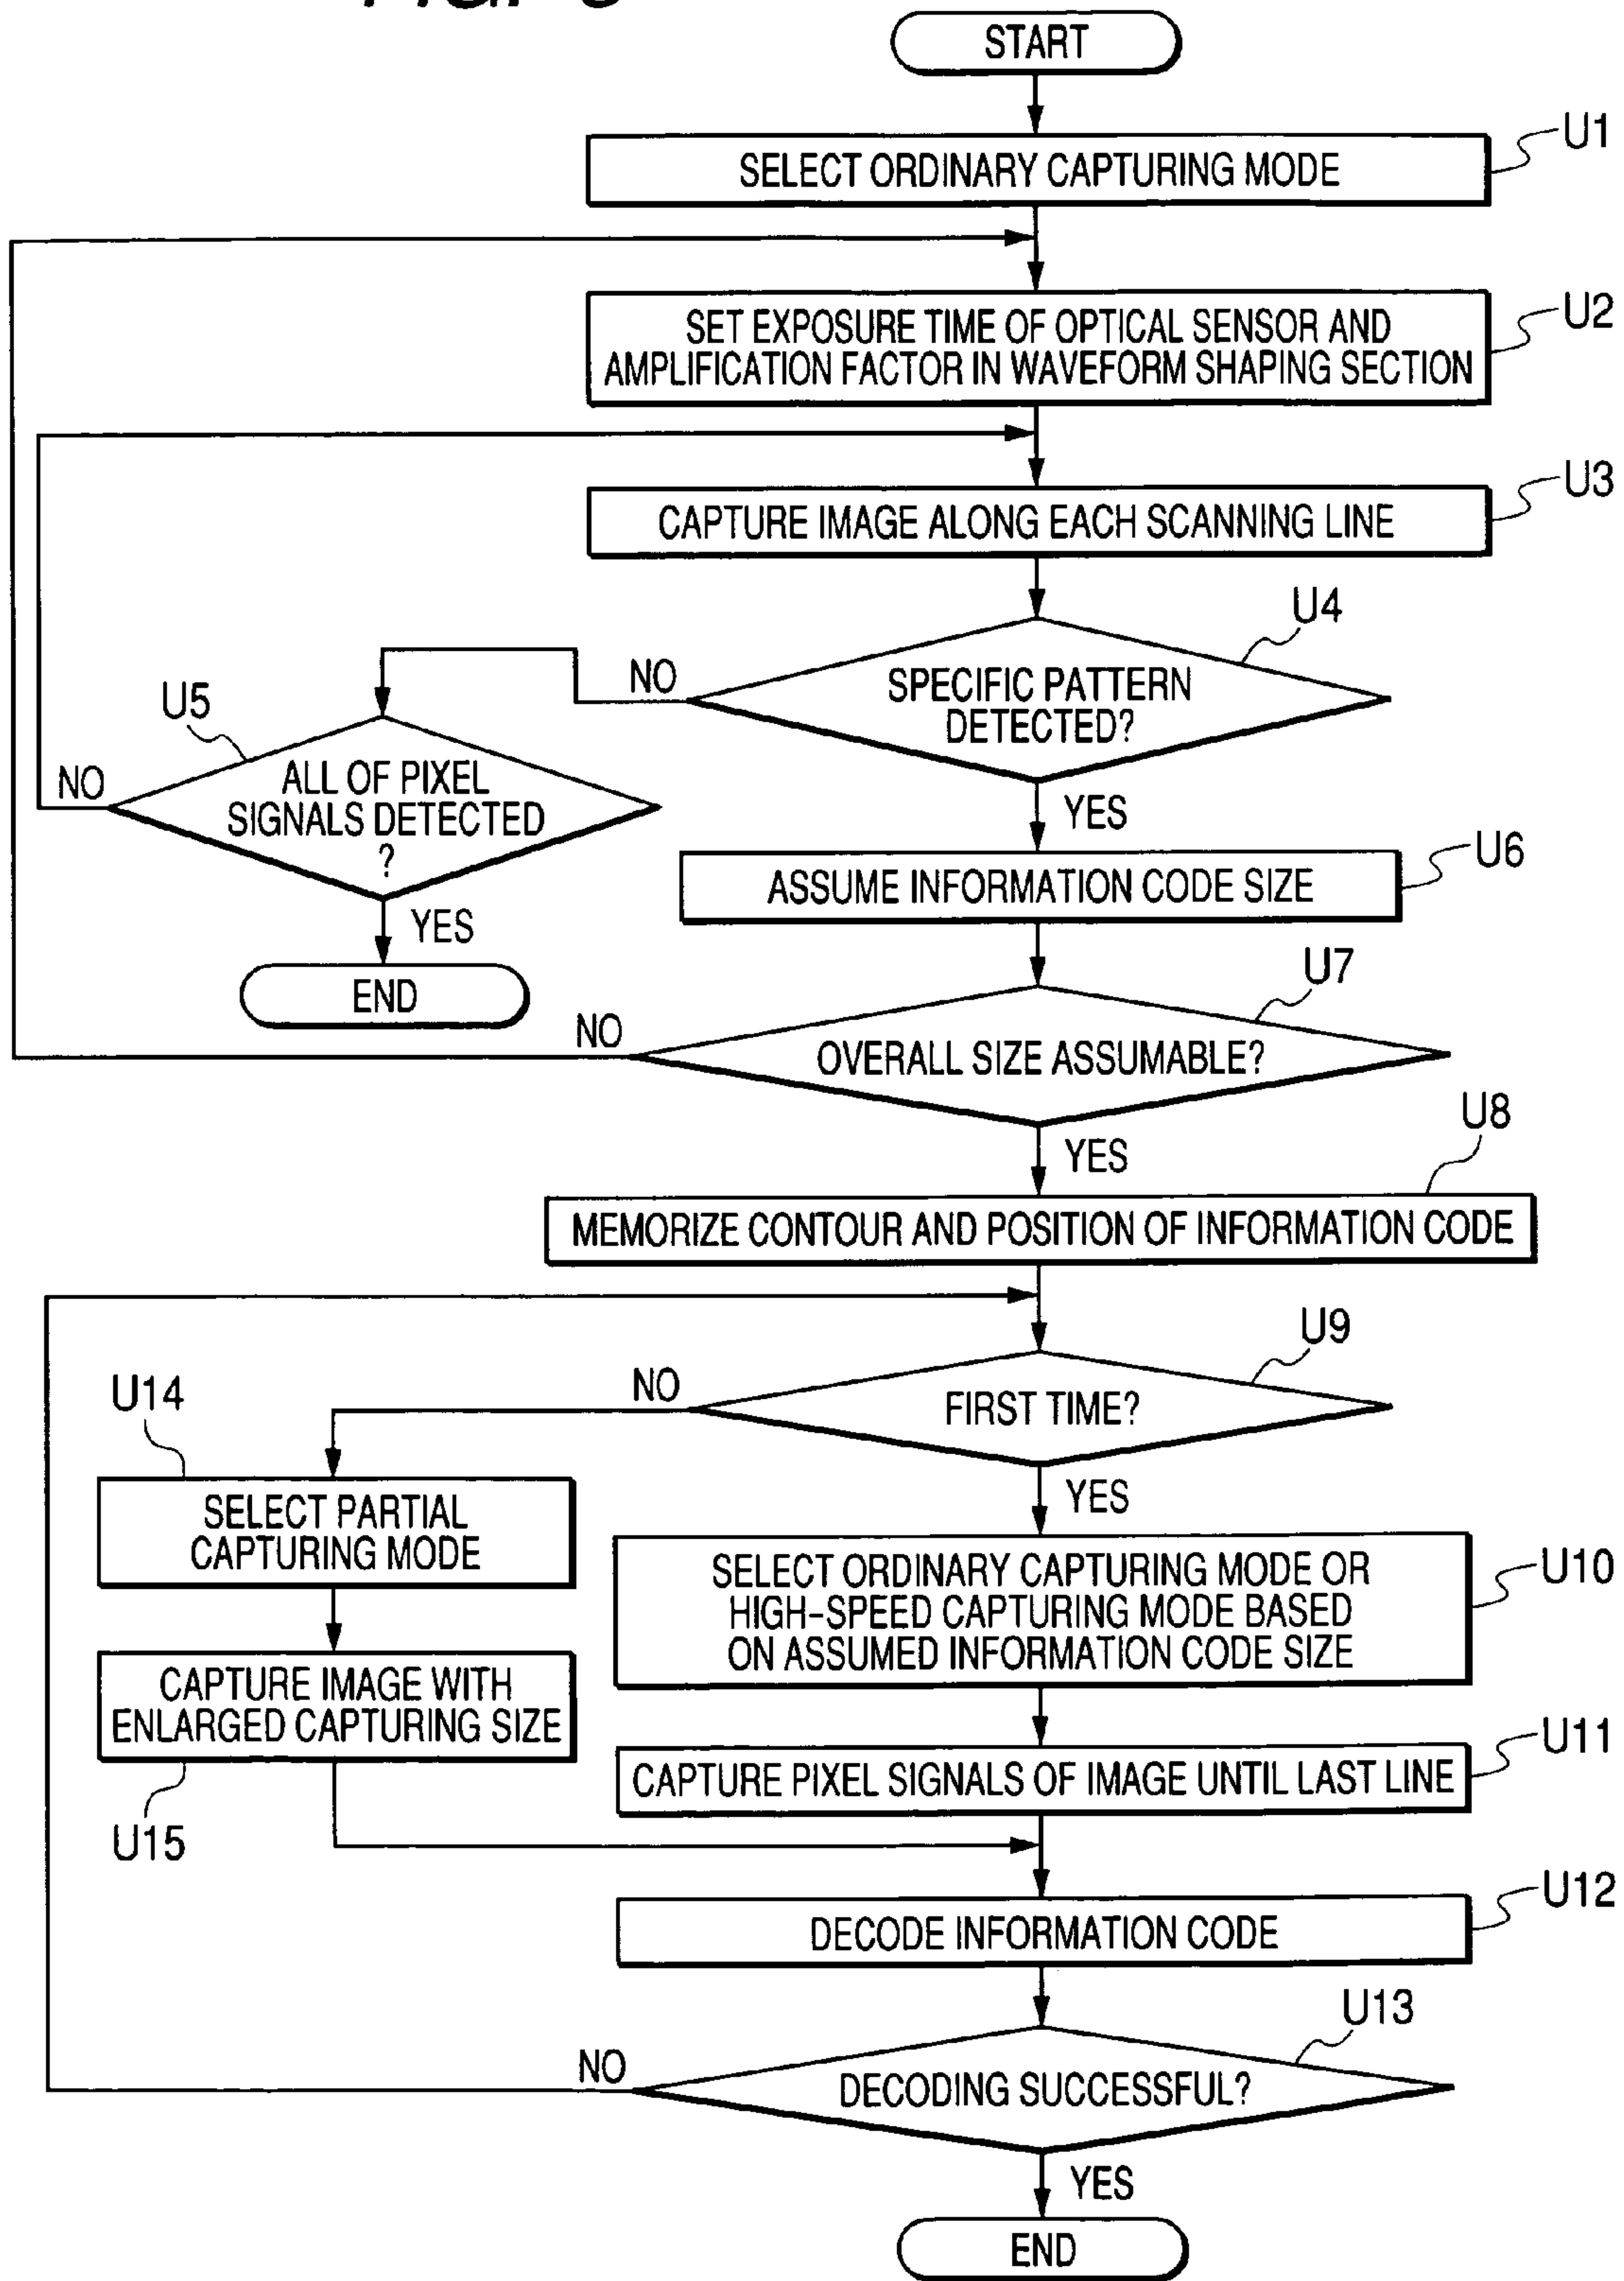 START
U1
SELECT ORDINARY CAPTURING MODE
U2
SET EXPOSURE TIME OF OPTICAL SENSOR AND
AMPLIFICATION FACTOR IN WAVEFORM SHAPING SECTION
U3
CAPTURE IMAGE ALONG EACH SCANNING LINE
U4
NO
SPECIFIC PATTERN
DETECTED?
U5
NO
ALL OF PIXEL
SIGNALS DETECTED
?
YES
YES
END
U6
ASSUME INFORMATION CODE SIZE
U7
NO
OVERALL SIZE ASSUMABLE?
YES
U8
MEMORIZE CONTOUR AND POSITION OF INFORMATION CODE
U9
NO
FIRST TIME?
YES
U14
SELECT PARTIAL
CAPTURING MODE
CAPTURE IMAGE WITH
ENLARGED CAPTURING SIZE
U15
U10
SELECT ORDINARY CAPTURING MODE OR
HIGH-SPEED CAPTURING MODE BASED
ON ASSUMED INFORMATION CODE SIZE
U11
CAPTURE PIXEL SIGNALS OF IMAGE UNTIL LAST LINE
U12
DECODE INFORMATION CODE
U13
NO
DECODING SUCCESSFUL?
YES
END